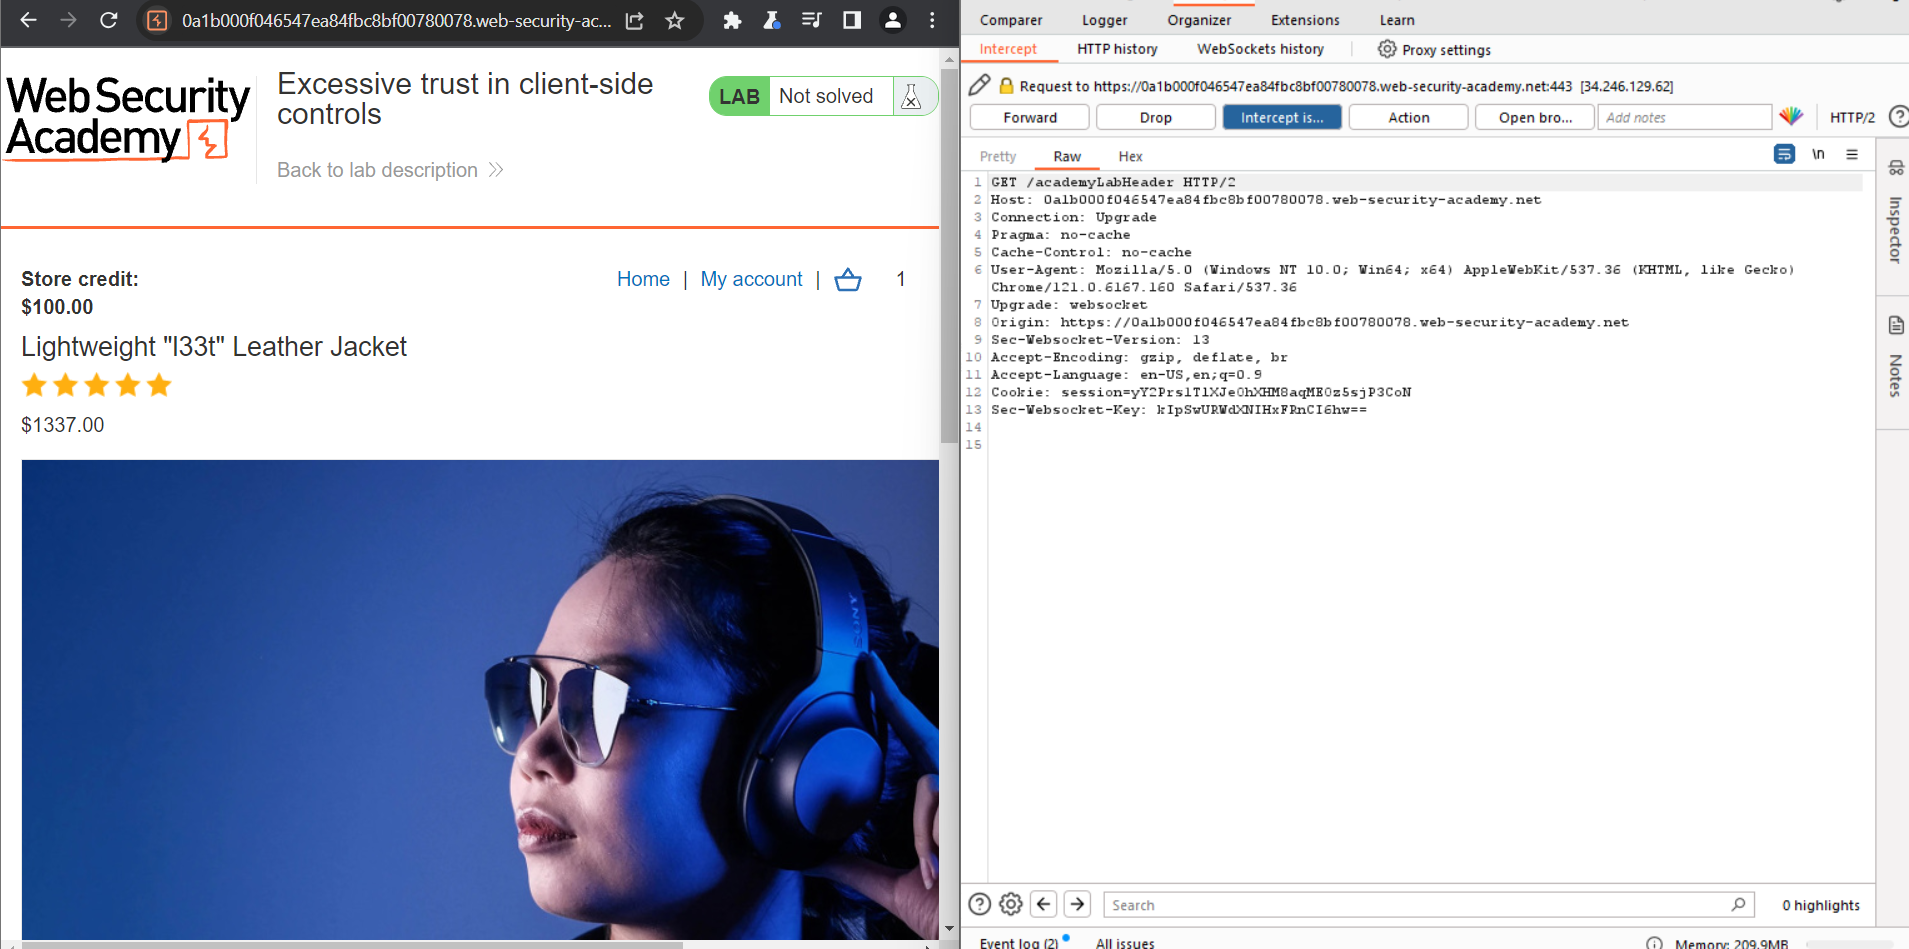 0a1b000f046547ea84fbc8bf00780078.web-security-ac...
Web Security
Academy
Excessive trust in client-side
controls
Back to lab description
LAB
Not solved
Store credit:
$100.00
Home | My account |
1
Lightweight "l33t" Leather Jacket
$1337.00
SONY
Comparer
Logger
Organizer
Extensions
Learn
Intercept
HTTP history
WebSockets history
Proxy settings
Request to https://0a1b000f046547ea84fbc8bf00780078.web-security-academy.net:443 [34.246.129.62]
Forward
Drop
Intercept is...
Action
Open bro...
Add notes
HTTP/2
?
Pretty
Raw
Hex
\n
1 GET /academyLabHeader HTTP/2
2 Host: 0a1b000f046547ea84fbc8bf00780078.web-security-academy.net
3 Connection: Upgrade
4 Pragma: no-cache
5 Cache-Control: no-cache
6 User-Agent: Mozilla/5.0 (Windows NT 10.0; Win64; x64) AppleWebKit/537.36 (KHTML, like Gecko)
Chrome/121.0.6167.160 Safari/537.36
7 Upgrade: websocket
8 Origin: https://0a1b000f046547ea84fbc8bf00780078.web-security-academy.net
9 Sec-Websocket-Version: 13
10 Accept-Encoding: gzip, deflate, br
11 Accept-Language: en-US,en;q=0.9
12 Cookie: session=yY2PrslTlXJe0hXHM8aqME0z5sjP3CoN
13 Sec-Websocket-Key: kIpSwURWdXNIHxFRnCI6hw==
14
15
Inspector
Notes
?
Search
0 highlights
Event log (2)
All issues
Memory: 209.9MB